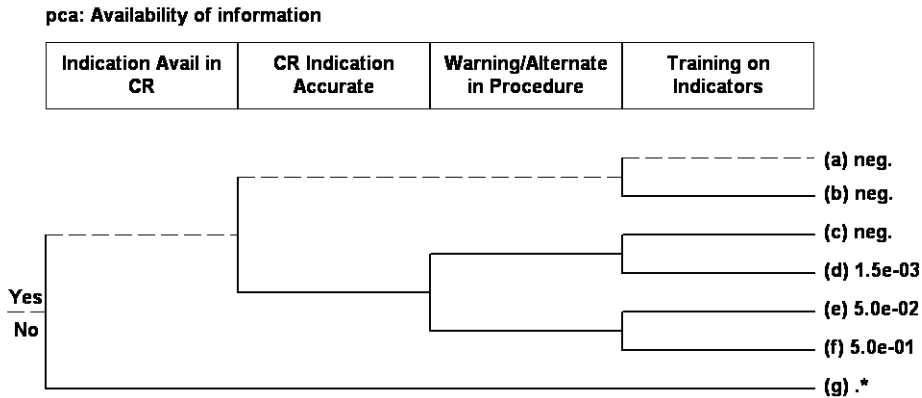 pca: Availability of information
Indication Avail in CR
CR Indication Accurate
Warning/Alternate in Procedure
Training on Indicators
(a) neg.
(b) neg.
(c) neg.
(d) 1.5e-03
Yes
(e) 5.0e-02
No
(f) 5.0e-01
(g) .*